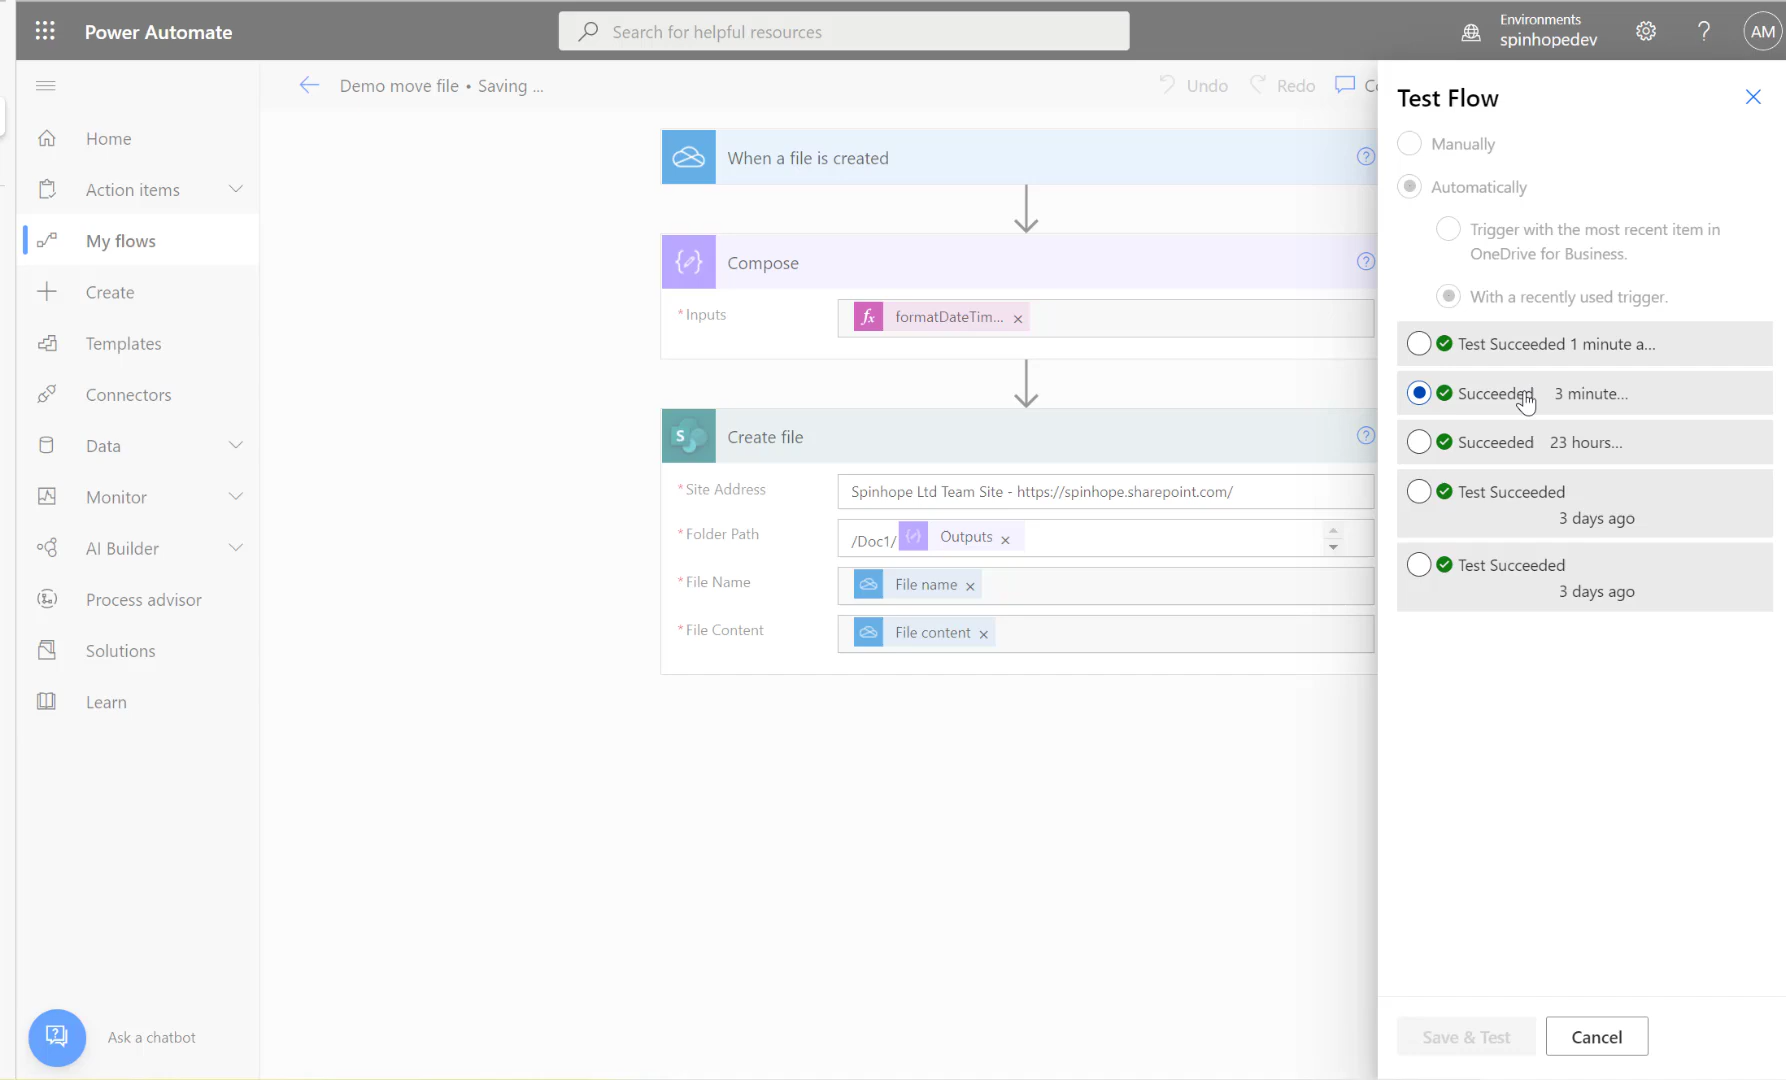 Power Automate
Search for helpful resources
Environments
spinhopedev
?
AM
Demo move file • Saving ...
Undo
Redo
Home
Action items
My flows
Create
Templates
Connectors
Data
Monitor
AI Builder
Process advisor
Solutions
Learn
Ask a chatbot
When a file is created
?
Compose
?
* Inputs
fx formatDateTim... ×
S
Create file
?
* Site Address
Spinhope Ltd Team Site - https://spinhope.sharepoint.com/
* Folder Path
/Doc1/ Outputs ×
* File Name
File name ×
* File Content
File content ×
Test Flow
Manually
Automatically
Trigger with the most recent item in
OneDrive for Business.
With a recently used trigger.
Test Succeeded 1 minute a...
Succeeded 3 minute...
Succeeded 23 hours...
Test Succeeded
3 days ago
Test Succeeded
3 days ago
Save & Test
Cancel